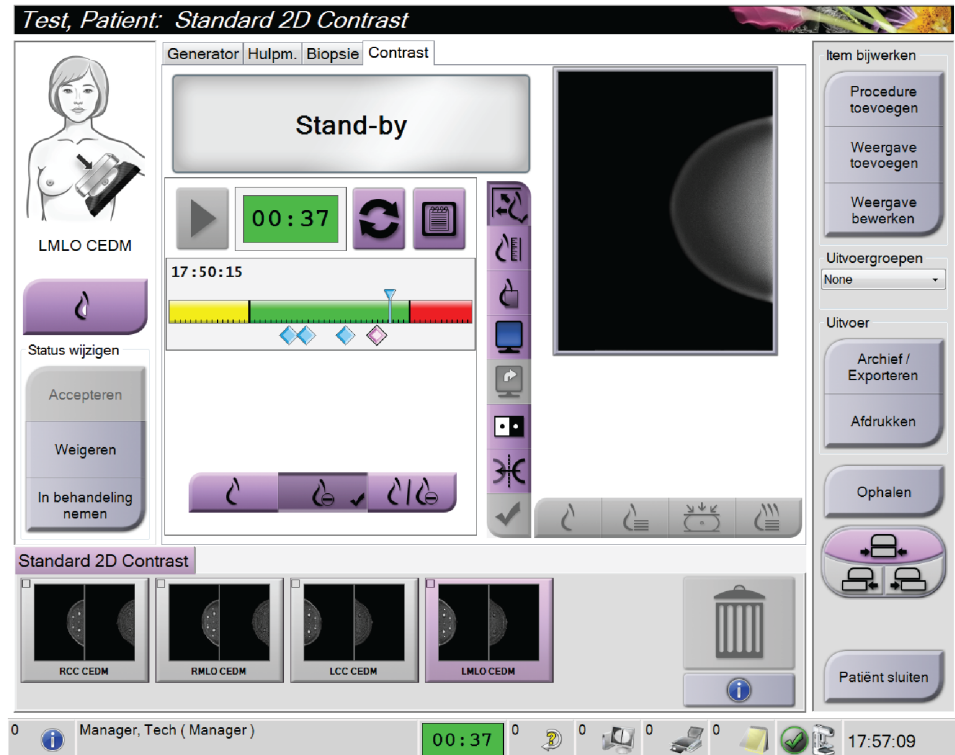 Test, Patient: Standard 2D Contrast
Generator Hulpm. Biopsie Contrast
Stand-by
00:37
17:50:15
LMLO CEDM
Status wijzigen
Accepteren
Weigeren
In behandeling
nemen
Item bijwerken
Procedure
toevoegen
Weergave
toevoegen
Weergave
bewerken
Uitvoergroepen
None
Uitvoer
Archief /
Exporteren
Afdrukken
Ophalen
Patiënt sluiten
Standard 2D Contrast
RCC CEDM
RMLO CEDM
LCC CEDM
LMLO CEDM
0 Manager, Tech ( Manager ) 00:37 0 0 0 0 17:57:09